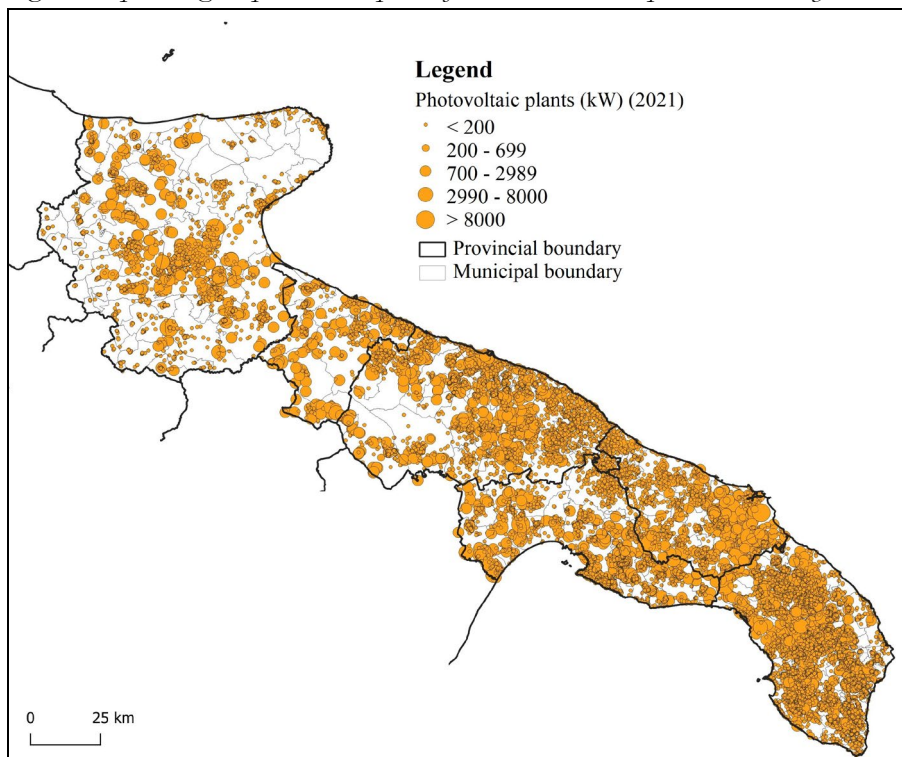 Legend
Photovoltaic plants (kW) (2021)
< 200
200 - 699
700 - 2989
2990 - 8000
> 8000
Provincial boundary
Municipal boundary
0 25 km